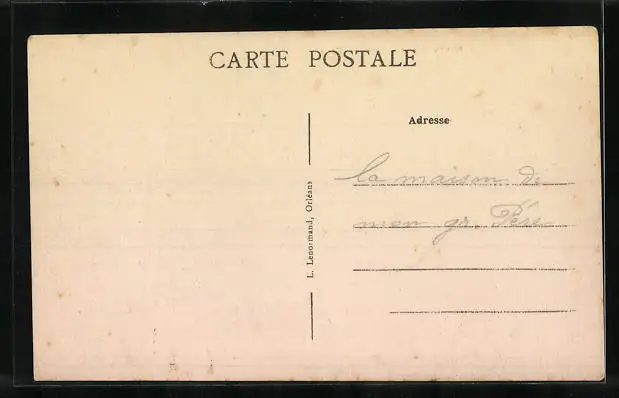 CARTE POSTALE
Adresse
L. Lenormand, Orléans
la maison de
mon gr. Père